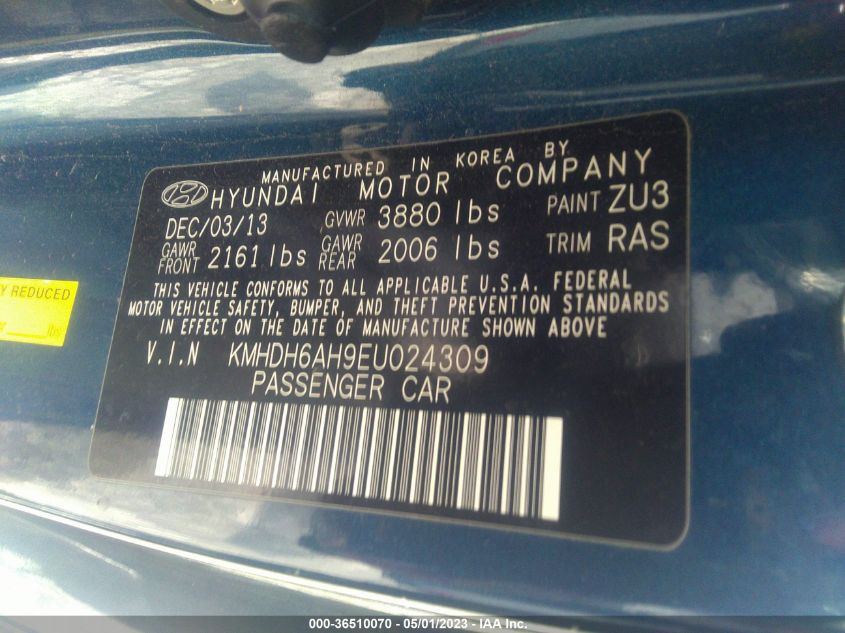 MANUFACTURED IN KOREA BY
HYUNDAI MOTOR COMPANY
DEC/03/13 GVWR 3880 lbs PAINT ZU3
GAWR FRONT 2161 lbs GAWR REAR 2006 lbs TRIM RAS
THIS VEHICLE CONFORMS TO ALL APPLICABLE U.S.A. FEDERAL
MOTOR VEHICLE SAFETY, BUMPER, AND THEFT PREVENTION STANDARDS
IN EFFECT ON THE DATE OF MANUFACTURE SHOWN ABOVE
V.I.N KMHDH6AH9EU024309
PASSENGER CAR
Y REDUCED
000-36510070 - 05/01/2023 - IAA Inc.